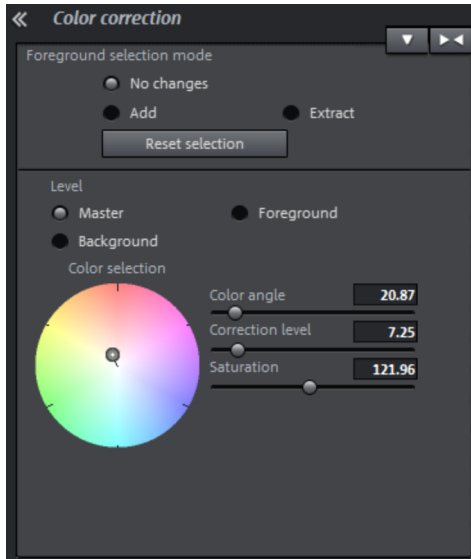 Color correction
Foreground selection mode
No changes
Add Extract
Reset selection
Level
Master Foreground
Background
Color selection
Color angle 20.87
Correction level 7.25
Saturation 121.96